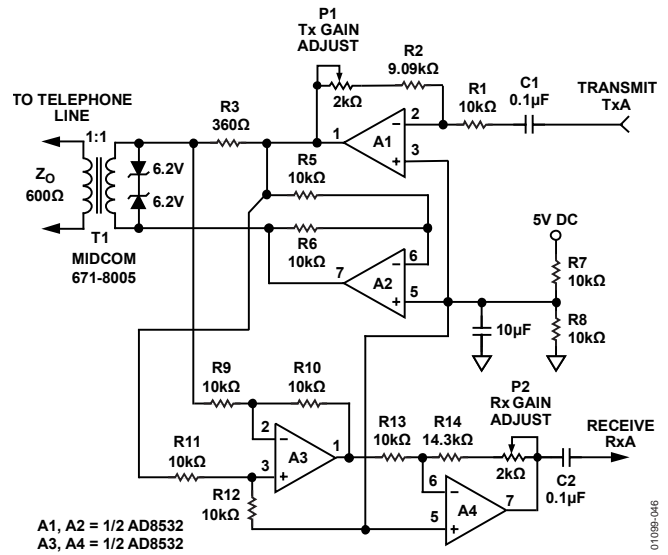 P1
Tx GAIN
ADJUST
2kΩ
R2
9.09kΩ
R1
10kΩ
C1
0.1µF
TRANSMIT
TxA
TO TELEPHONE
LINE
1:1
ZO
600Ω
T1
MIDCOM
671-8005
6.2V
6.2V
R3
360Ω
1
A1
2
3
R5
10kΩ
R6
10kΩ
7
A2
6
5
5V DC
R7
10kΩ
R8
10kΩ
10µF
R9
10kΩ
R10
10kΩ
R11
10kΩ
R12
10kΩ
2
3
A3
1
R13
10kΩ
R14
14.3kΩ
P2
Rx GAIN
ADJUST
2kΩ
6
5
A4
7
RECEIVE
RxA
C2
0.1µF
A1, A2 = 1/2 AD8532
A3, A4 = 1/2 AD8532
01099-046